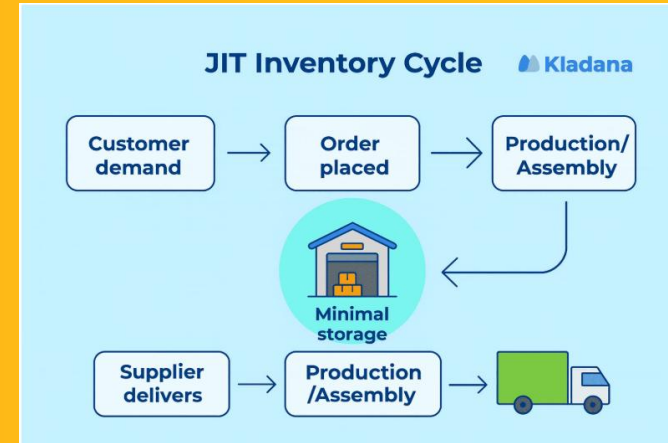 JIT Inventory Cycle
Kladana
Customer
demand
Order
placed
Production/
Assembly
Minimal
storage
Supplier
delivers
Production
/Assembly